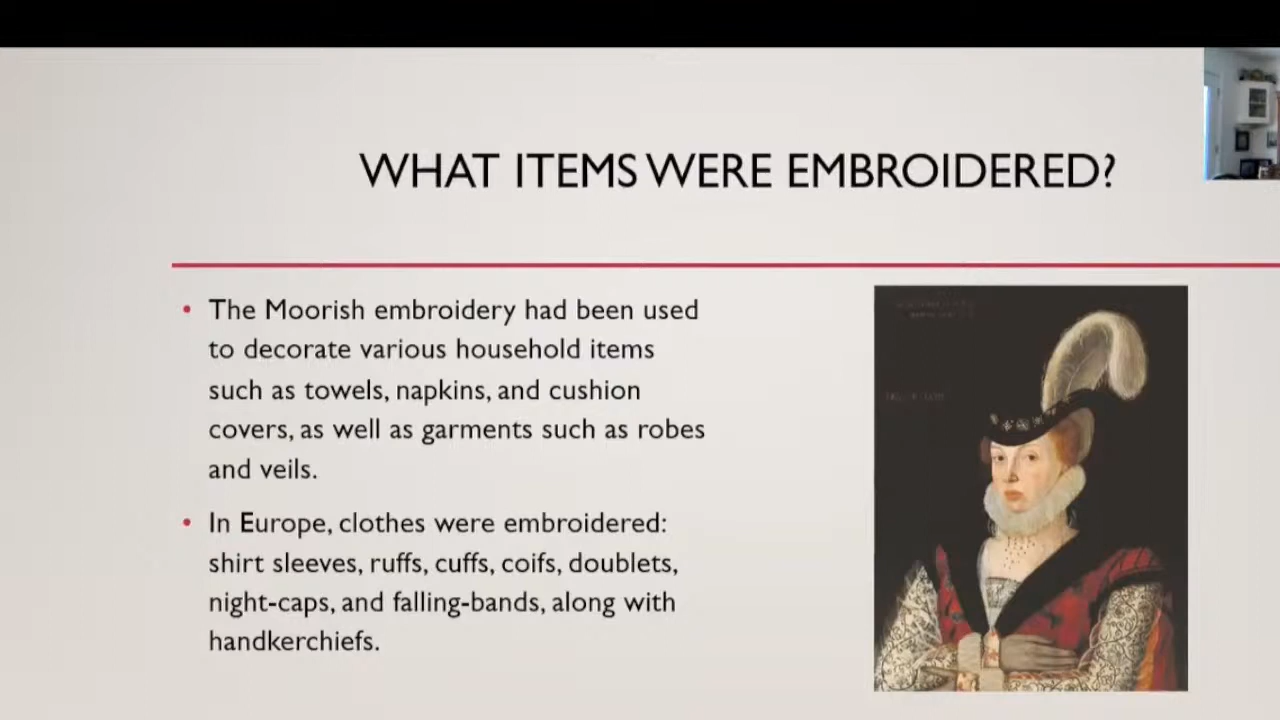 WHAT ITEMS WERE EMBROIDERED?
• The Moorish embroidery had been used
to decorate various household items
such as towels, napkins, and cushion
covers, as well as garments such as robes
and veils.
• In Europe, clothes were embroidered:
shirt sleeves, ruffs, cuffs, coifs, doublets,
night-caps, and falling-bands, along with
handkerchiefs.